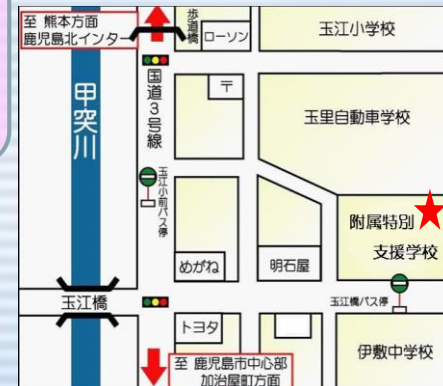 至 熊本方面
鹿児島北インター
歩道橋
ローソン
玉江小学校
国道3号線
〒
玉里自動車学校
甲突川
玉江小前バス停
附属特別
支援学校
めがね
明石屋
玉江橋
玉江橋バス停
トヨタ
伊敷中学校
至 鹿児島市中心部
加治屋町方面